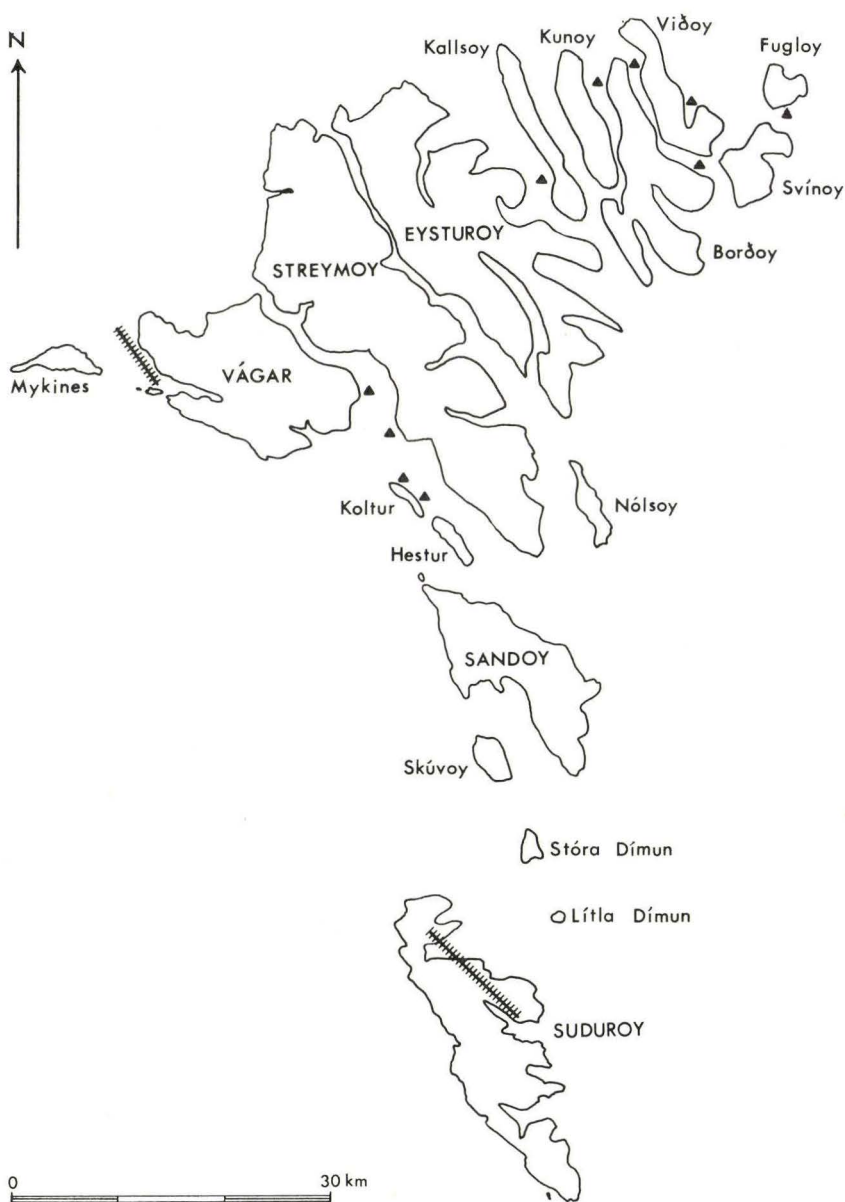 N
Viðoy
Kunoy
Kallsoy
Fugloy
Svínoy
EYSTUROY
Borðoy
STREYMOY
VÁGAR
Mykines
Koltur
Nólsoy
Hestur
SANDOY
Skúvoy
Stóra Dímun
Lítla Dímun
SUDUROY
0 30 km